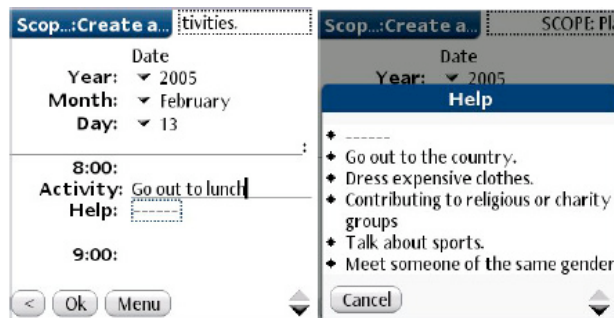 Scop...:Create a...
tivities.
Date
Year: 2005
Month: February
Day: 13
:
8:00:
Activity: Go out to lunch
Help: ------
9:00:
< Ok Menu
Scop...:Create a...
SCOPE: Pla
Date
Year: 2005
Help
------
Go out to the country.
Dress expensive clothes.
Contributing to religious or charity
groups
Talk about sports.
Meet someone of the same gender
Cancel